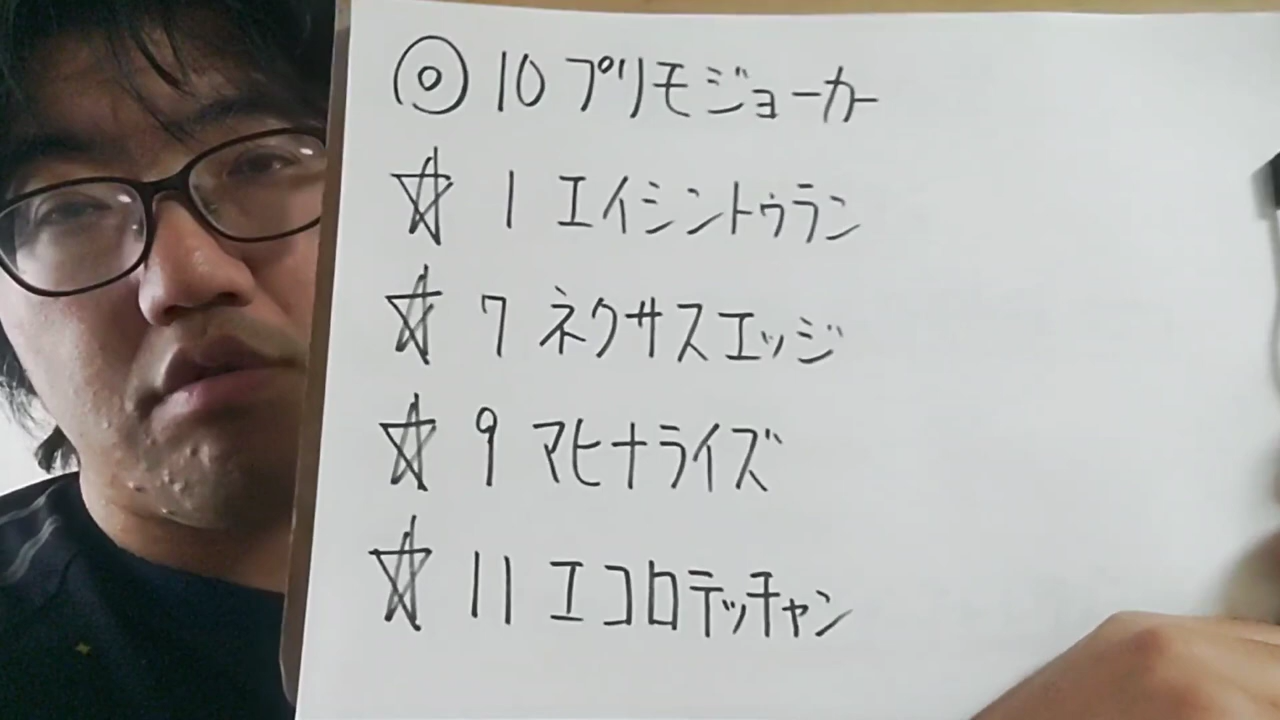 ◎ 10 プリモジョーカー
☆ 1 エイシントゥラン
☆ 7 ネクサスエッジ
☆ 9 マヒナライズ
☆ 11 エコロテッチャン